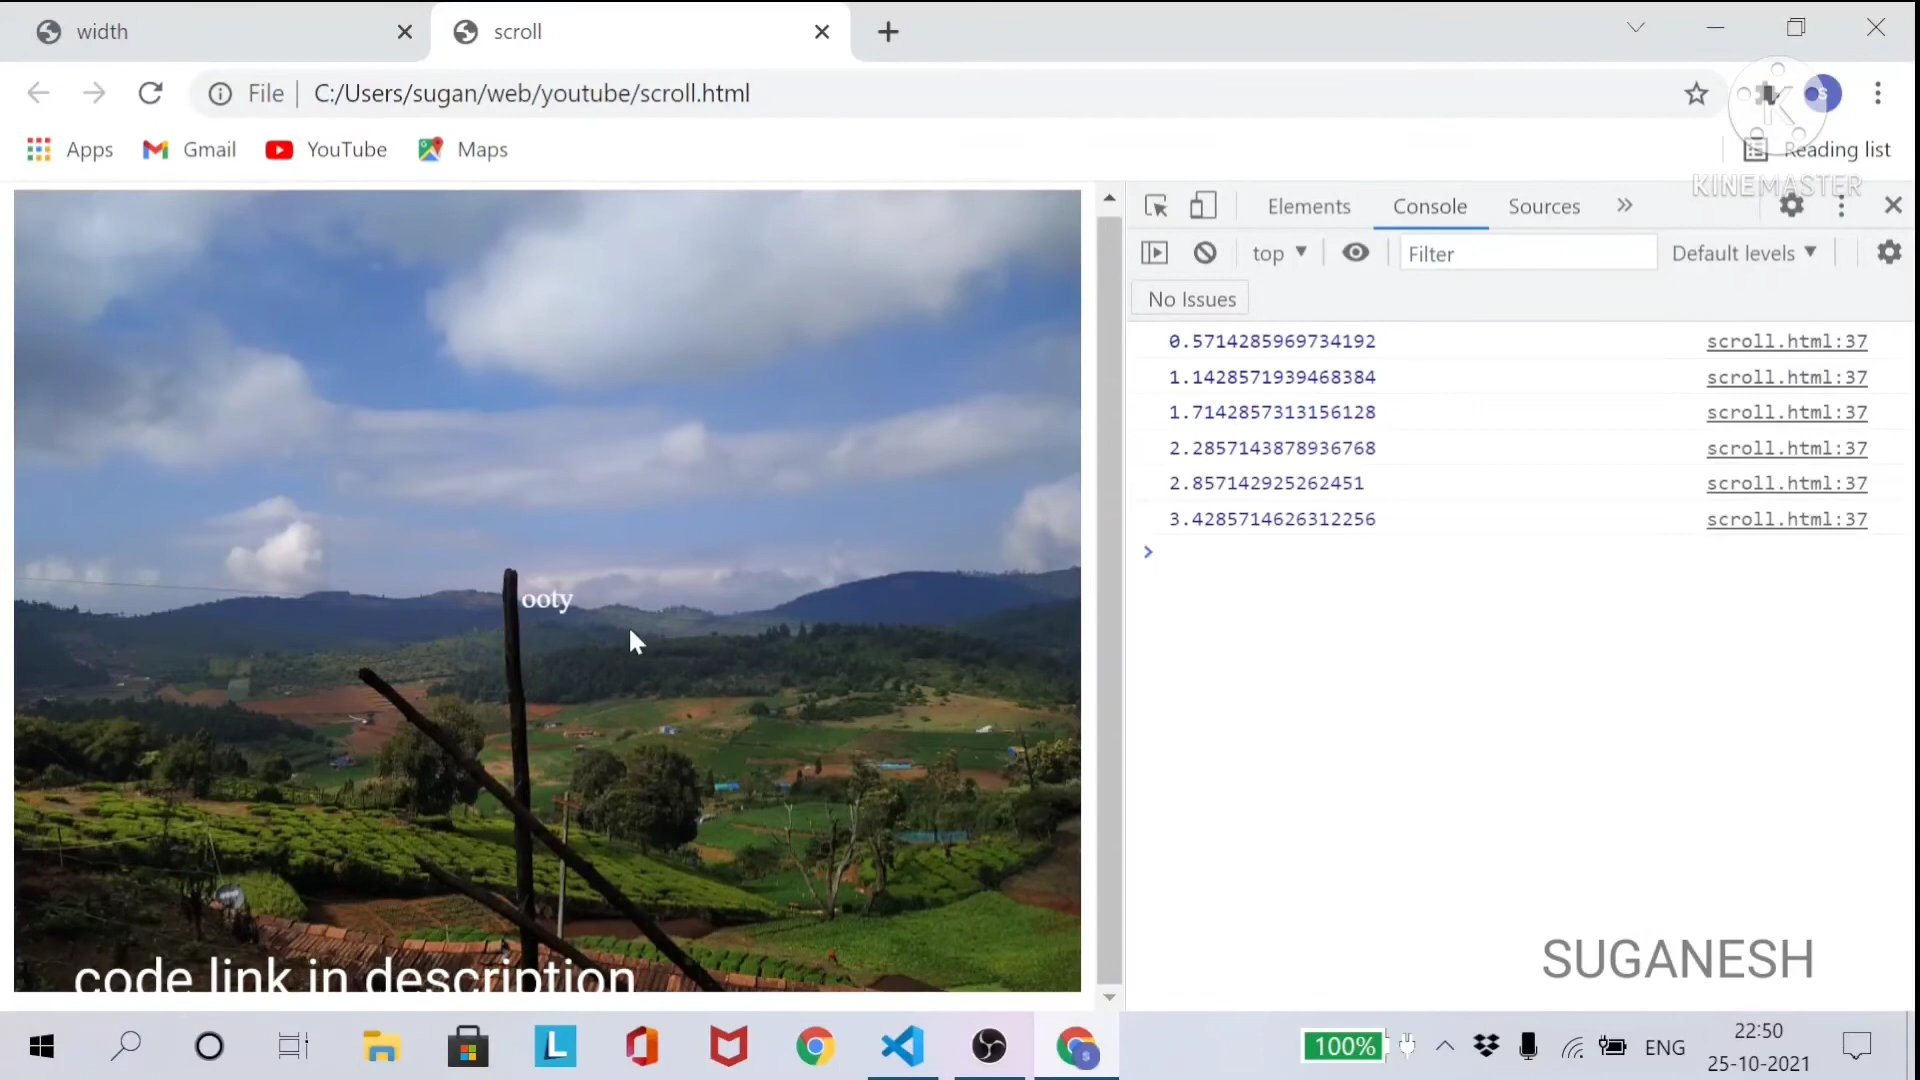 width
scroll
File
C:/Users/sugan/web/youtube/scroll.html
S
Apps
Gmail
YouTube
Maps
Reading list
K
KINEMASTER
Elements
Console
Sources
top
Filter
Default levels
No Issues
0.5714285969734192 scroll.html:37
1.1428571939468384 scroll.html:37
1.7142857313156128 scroll.html:37
2.2857143878936768 scroll.html:37
2.857142925262451 scroll.html:37
3.4285714626312256 scroll.html:37
ooty
code link in description
SUGANESH
L
S
100%
ENG
22:50
25-10-2021